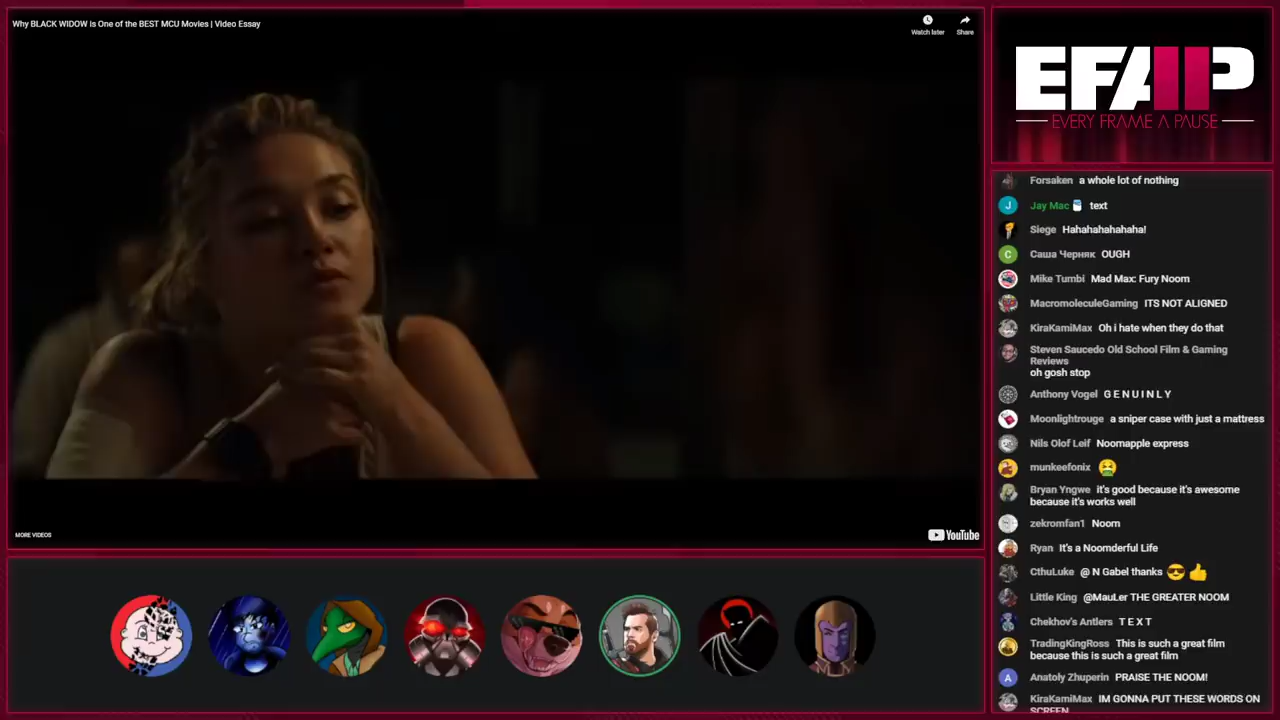 Why BLACK WIDOW is One of the BEST MCU Movies | Video Essay
Watch later
Share
MORE VIDEOS
YouTube
EFAP
EVERY FRAME A PAUSE
Forsaken a whole lot of nothing
J Jay Mac text
Siege Hahahahahahaha!
C Саша Черняк OUGH
Mike Tumbi Mad Max: Fury Noom
MacromoleculeGaming ITS NOT ALIGNED
KiraKamiMax Oh i hate when they do that
Steven Saucedo Old School Film & Gaming
Reviews
oh gosh stop
Anthony Vogel G E N U I N L Y
Moonlightrouge a sniper case with just a mattress
Nils Olof Leif Noomapple express
munkeefonix
Bryan Yngwe it's good because it's awesome
because it's works well
zekromfan1 Noom
Ryan It's a Noomderful Life
CthuLuke @ N Gabel thanks
Little King @MauLer THE GREATER NOOM
Chekhov's Antlers T E X T
TradingKingRoss This is such a great film
because this is such a great film
A Anatoly Zhuperin PRAISE THE NOOM!
KiraKamiMax IM GONNA PUT THESE WORDS ON
SCREEN